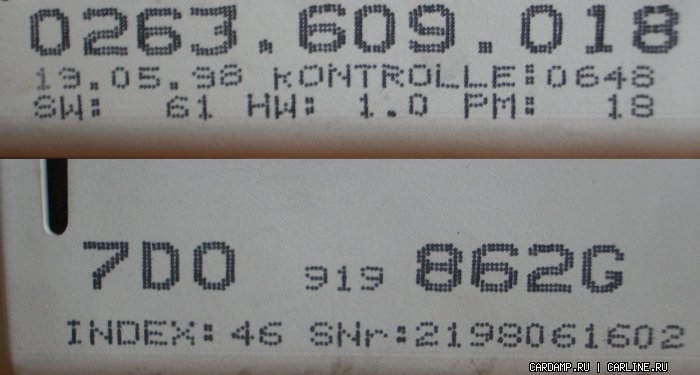 0263.609.018
19.05.98 KONTROLLE:0648
SW: 61 HW: 1.0 PM: 18
7D0 919 862G
INDEX:46 SNr:2198061602
CARDAMP.RU | CARLINE.RU